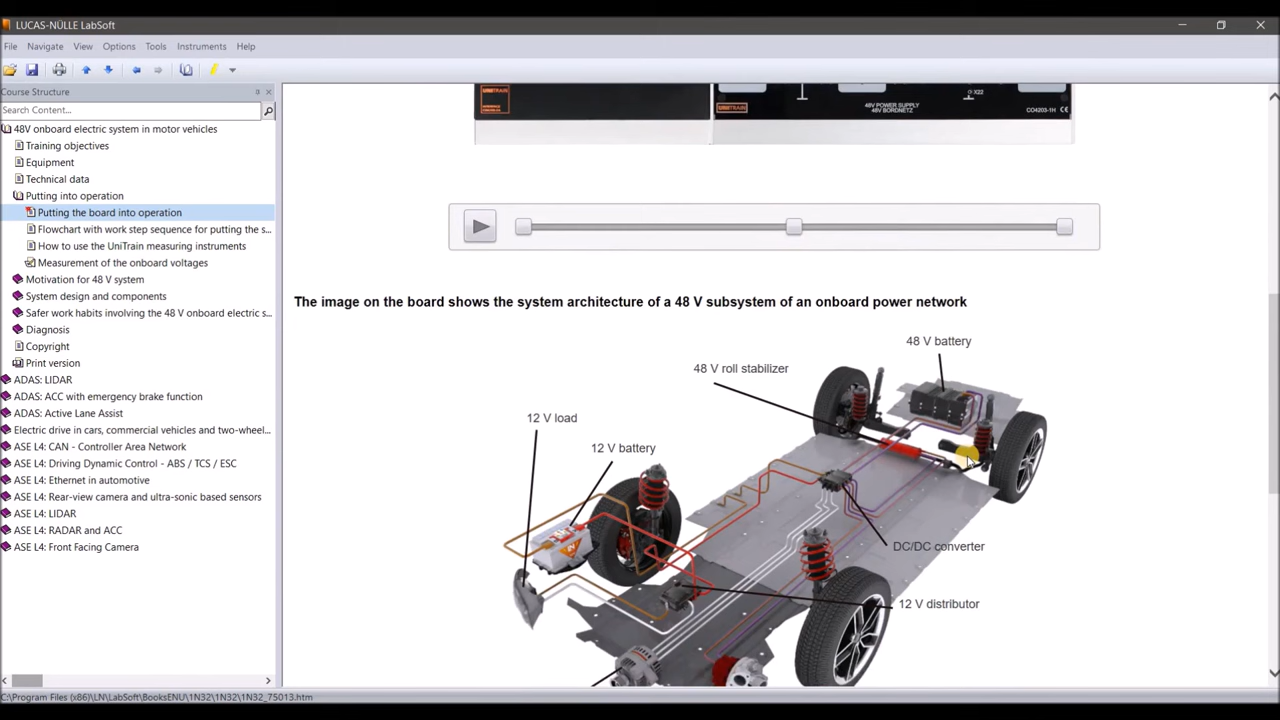 LUCAS-NÜLLE LabSoft
File Navigate View Options Tools Instruments Help
Course Structure
Search Content...
48V onboard electric system in motor vehicles
Training objectives
Equipment
Technical data
Putting into operation
Putting the board into operation
Flowchart with work step sequence for putting the s...
How to use the UniTrain measuring instruments
Measurement of the onboard voltages
Motivation for 48 V system
System design and components
Safer work habits involving the 48 V onboard electric s...
Diagnosis
Copyright
Print version
ADAS: LIDAR
ADAS: ACC with emergency brake function
ADAS: Active Lane Assist
Electric drive in cars, commercial vehicles and two-wheel...
ASE L4: CAN - Controller Area Network
ASE L4: Driving Dynamic Control - ABS / TCS / ESC
ASE L4: Ethernet in automotive
ASE L4: Rear-view camera and ultra-sonic based sensors
ASE L4: LIDAR
ASE L4: RADAR and ACC
ASE L4: Front Facing Camera
UNITRAIN
UNITRAIN
48V POWER SUPPLY
48V BORDNETZ
X22
CO4203-1H CE
The image on the board shows the system architecture of a 48 V subsystem of an onboard power network
48 V battery
48 V roll stabilizer
12 V load
12 V battery
DC/DC converter
12 V distributor
C:\Program Files (x86)\LN\LabSoft\BooksENU\1N32\1N32\1N32_75013.htm